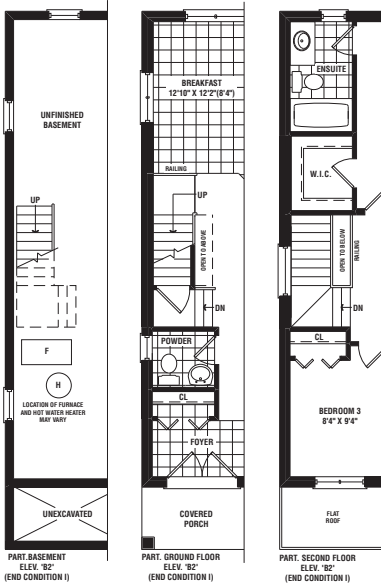 UNFINISHED
BASEMENT
UP
F
H
LOCATION OF FURNACE
AND HOT WATER HEATER
MAY VARY
UNEXCAVATED
PART.BASEMENT
ELEV. 'B2'
(END CONDITION I)
BREAKFAST
12'10" X 12'2"(8'4")
RAILING
UP
OPEN TO ABOVE
DN
POWDER
CL
FOYER
COVERED
PORCH
PART. GROUND FLOOR
ELEV. 'B2'
(END CONDITION I)
ENSUITE
W.I.C.
OPEN TO BELOW
RAILING
DN
CL
BEDROOM 3
8'4" X 9'4"
FLAT
ROOF
PART. SECOND FLOOR
ELEV. 'B2'
(END CONDITION I)